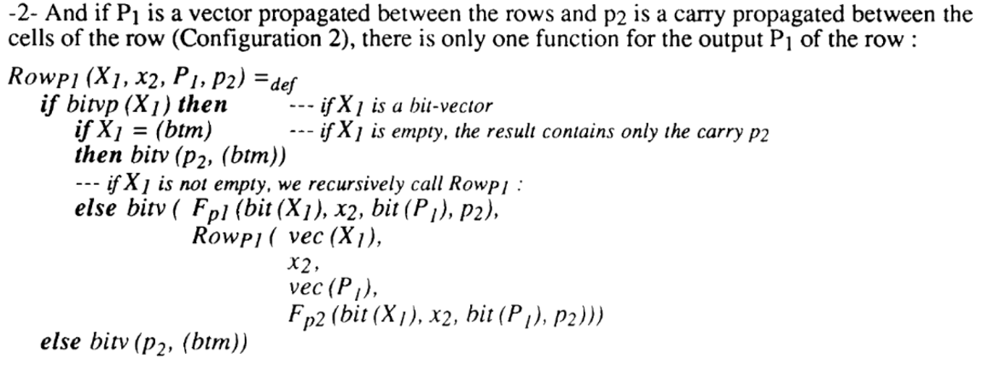 -2- And if P1 is a vector propagated between the rows and p2 is a carry propagated between the
cells of the row (Configuration 2), there is only one function for the output P1 of the row :
RowP1 (X1, x2, P1, p2) =def
if bitvp (X1) then --- if X1 is a bit-vector
if X1 = (btm) --- if X1 is empty, the result contains only the carry p2
then bitv (p2, (btm))
--- if X1 is not empty, we recursively call RowP1 :
else bitv ( Fp1 (bit (X1), x2, bit (P1), p2),
RowP1 ( vec (X1),
x2,
vec (P1),
Fp2 (bit (X1), x2, bit (P1), p2)))
else bitv (p2, (btm))